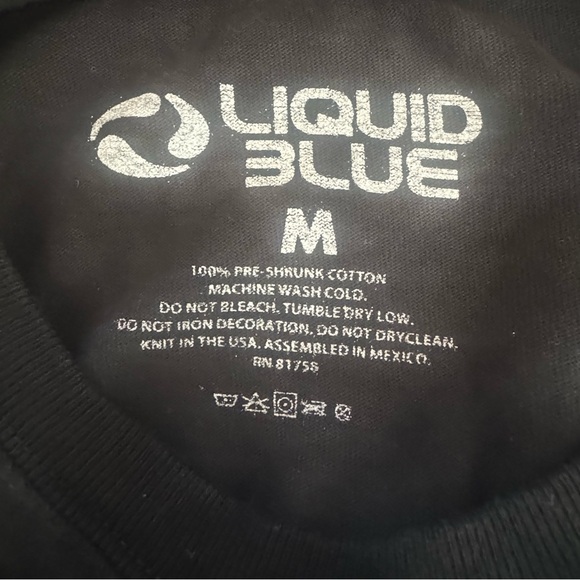 LIQUID
BLUE
M
100% PRE-SHRUNK COTTON
MACHINE WASH COLD.
DO NOT BLEACH. TUMBLE DRY LOW.
DO NOT IRON DECORATION. DO NOT DRYCLEAN.
KNIT IN THE USA. ASSEMBLED IN MEXICO.
RN 81758